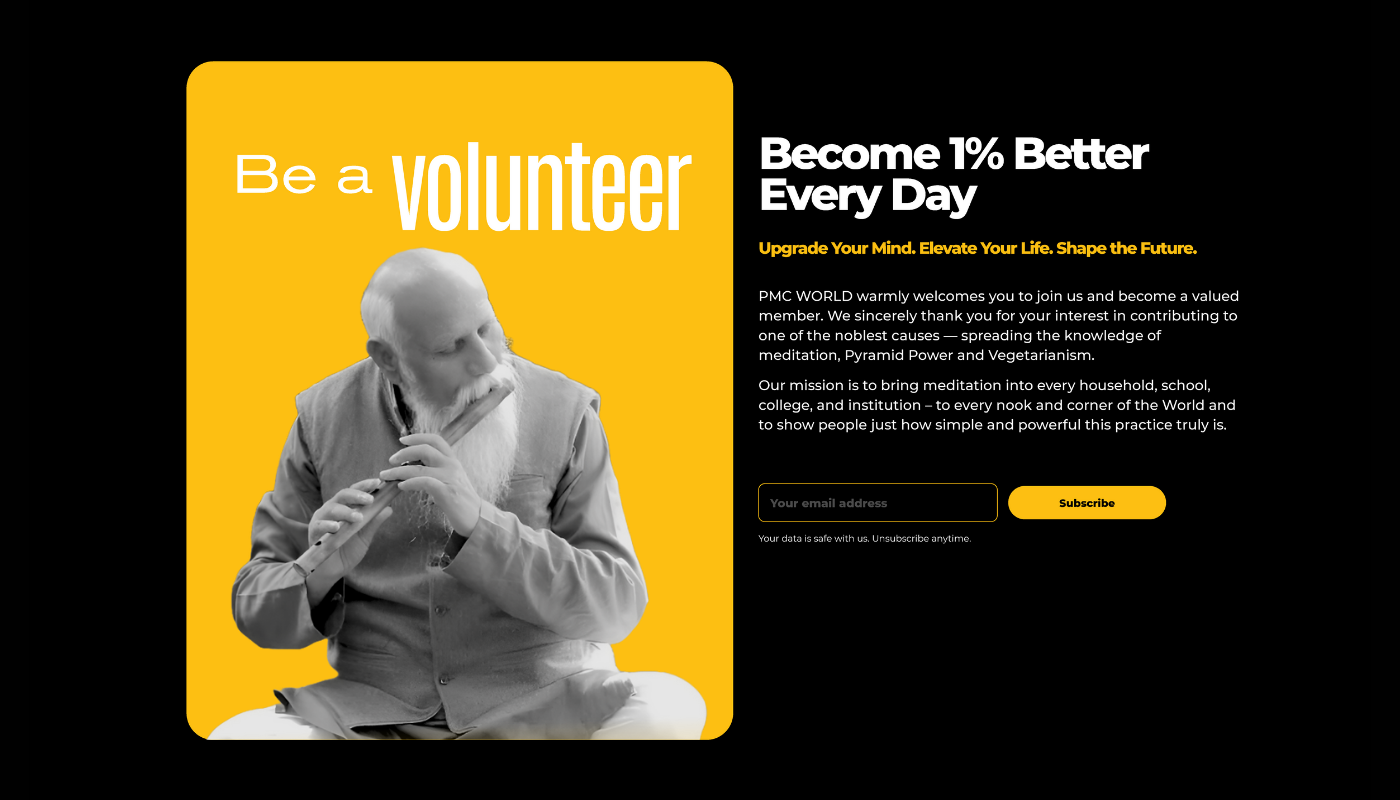 Be a volunteer
Become 1% Better
Every Day
Upgrade Your Mind. Elevate Your Life. Shape the Future.
PMC WORLD warmly welcomes you to join us and become a valued
member. We sincerely thank you for your interest in contributing to
one of the noblest causes — spreading the knowledge of
meditation, Pyramid Power and Vegetarianism.
Our mission is to bring meditation into every household, school,
college, and institution – to every nook and corner of the World and
to show people just how simple and powerful this practice truly is.
Your email address
Subscribe
Your data is safe with us. Unsubscribe anytime.